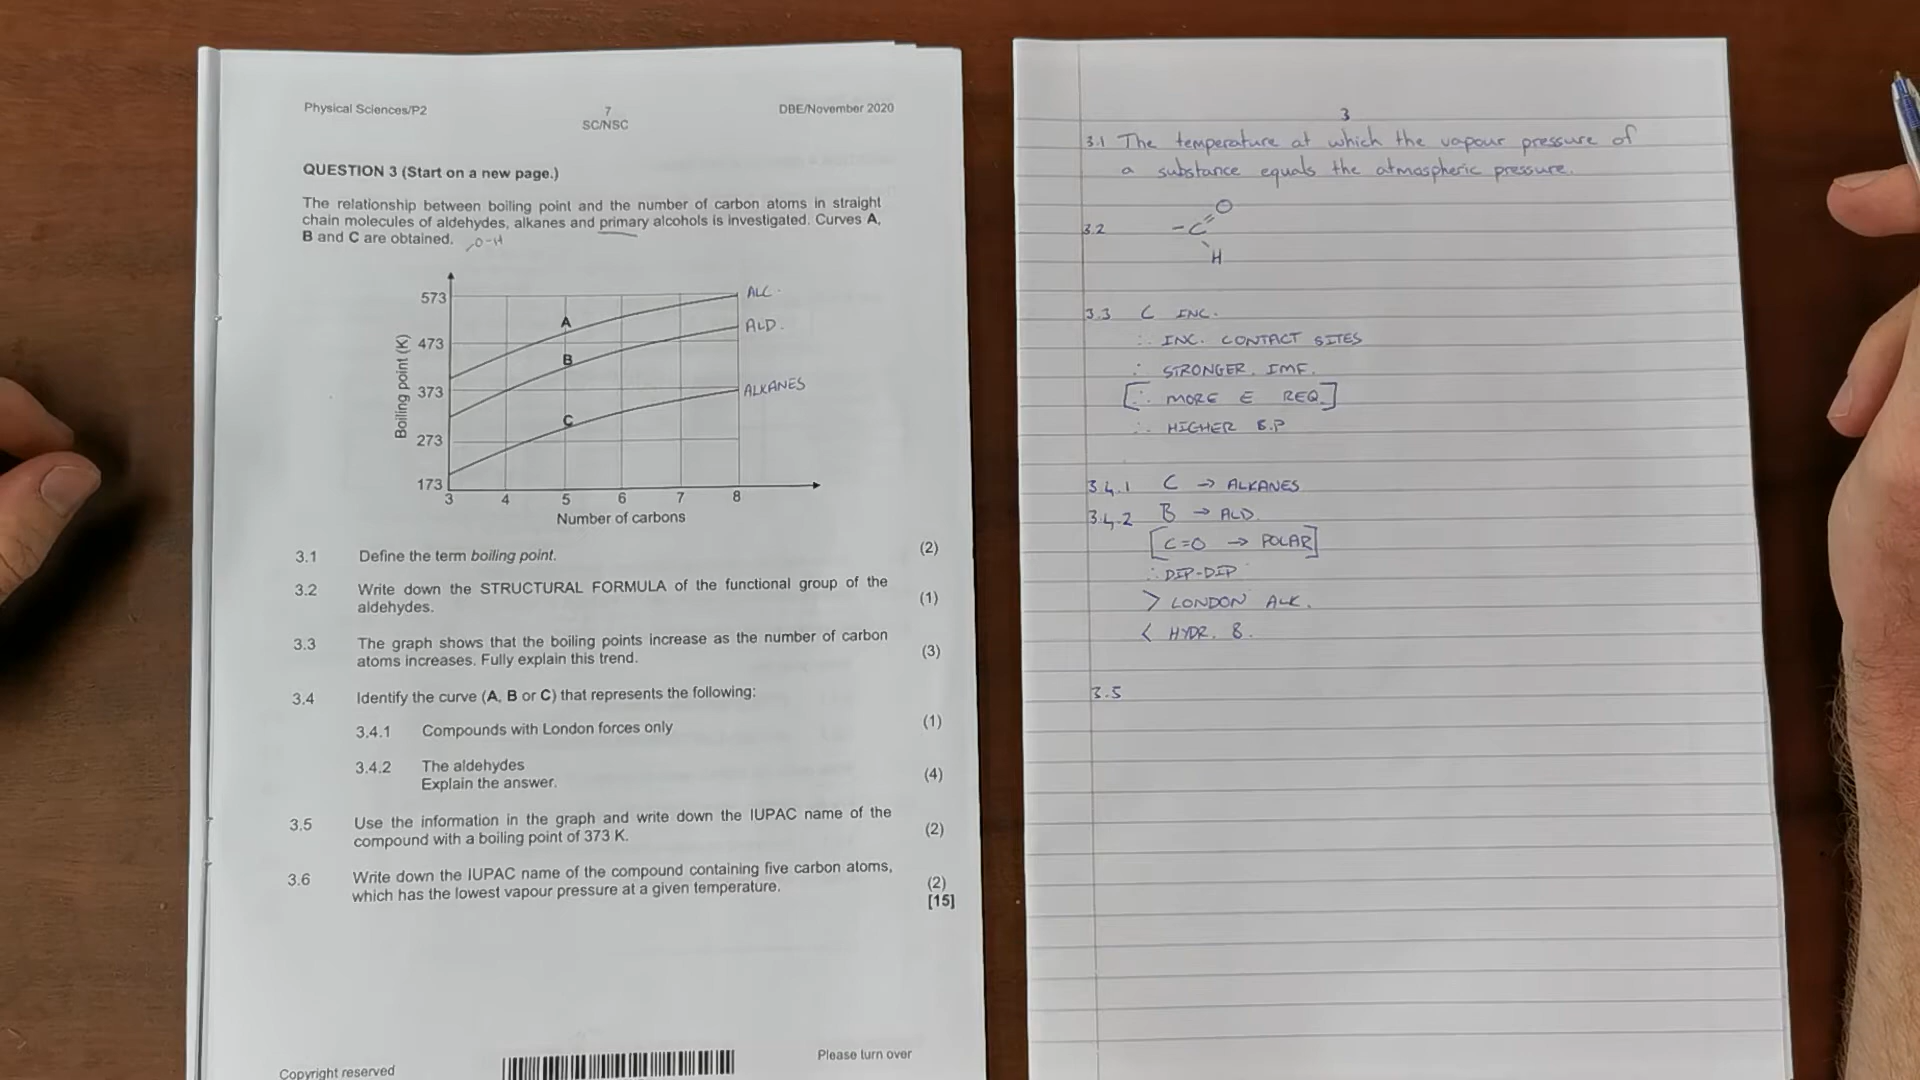 Physical Sciences/P2
7
SC/NSC
DBE/November 2020
QUESTION 3 (Start on a new page.)
The relationship between boiling point and the number of carbon atoms in straight
chain molecules of aldehydes, alkanes and primary alcohols is investigated. Curves A,
B and C are obtained.
O-H
573
473
373
273
173
Boiling point (K)
A
B
C
ALC.
ALD.
ALKANES
3 4 5 6 7 8
Number of carbons
3.1 Define the term boiling point. (2)
3.2 Write down the STRUCTURAL FORMULA of the functional group of the
aldehydes. (1)
3.3 The graph shows that the boiling points increase as the number of carbon
atoms increases. Fully explain this trend. (3)
3.4 Identify the curve (A, B or C) that represents the following:
3.4.1 Compounds with London forces only (1)
3.4.2 The aldehydes
Explain the answer. (4)
3.5 Use the information in the graph and write down the IUPAC name of the
compound with a boiling point of 373 K. (2)
3.6 Write down the IUPAC name of the compound containing five carbon atoms,
which has the lowest vapour pressure at a given temperature. (2)
[15]
Copyright reserved
Please turn over
3
3.1 The temperature at which the vapour pressure of
a substance equals the atmospheric pressure.
3.2 -C=O
H
3.3 C INC.
∴ INC. CONTACT SITES
∴ STRONGER IMF.
[∴ MORE E REQ.]
∴ HIGHER B.P
3.4.1 C → ALKANES
3.4.2 B → ALD.
[C=O → POLAR]
∴ DIP-DIP
> LONDON ALK.
< HYDR. B.
3.5